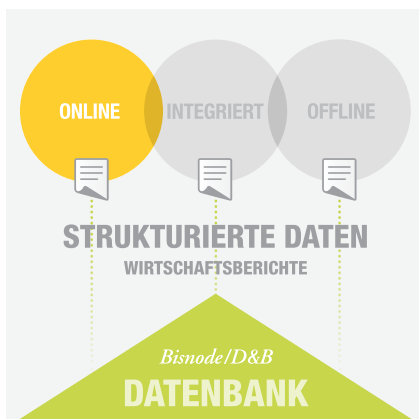 ONLINE
INTEGRIERT
OFFLINE
STRUKTURIERTE DATEN
WIRTSCHAFTSBERICHTE
Bisnode/D&B
DATENBANK